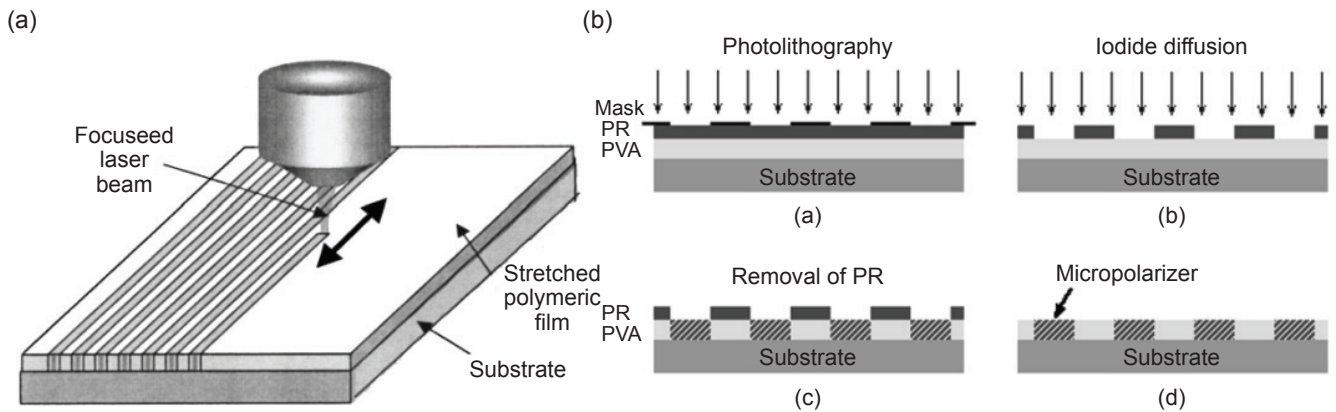 (a)
Focuseed
laser
beam
Stretched
polymeric
film
Substrate
(b)
Photolithography
Mask
PR
PVA
Substrate
(a)
Iodide diffusion
Substrate
(b)
Removal of PR
PR
PVA
Substrate
(c)
Micropolarizer
Substrate
(d)